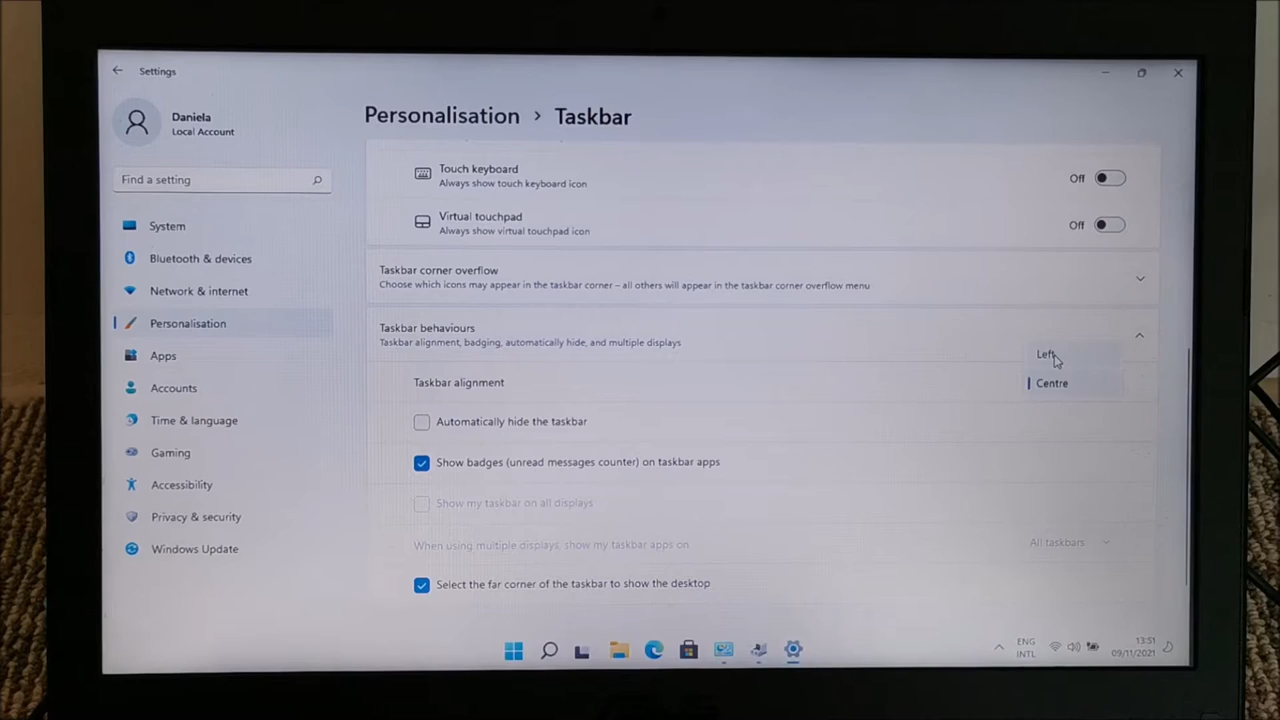 Settings
Daniela
Local Account
Find a setting
System
Bluetooth & devices
Network & internet
Personalisation
Apps
Accounts
Time & language
Gaming
Accessibility
Privacy & security
Windows Update
Personalisation > Taskbar
Touch keyboard
Always show touch keyboard icon
Off
Virtual touchpad
Always show virtual touchpad icon
Off
Taskbar corner overflow
Choose which icons may appear in the taskbar corner – all others will appear in the taskbar corner overflow menu
Taskbar behaviours
Taskbar alignment, badging, automatically hide, and multiple displays
Left
Taskbar alignment
Centre
Automatically hide the taskbar
Show badges (unread messages counter) on taskbar apps
Show my taskbar on all displays
When using multiple displays, show my taskbar apps on
All taskbars
Select the far corner of the taskbar to show the desktop
ENG
INTL
13:51
09/11/2021